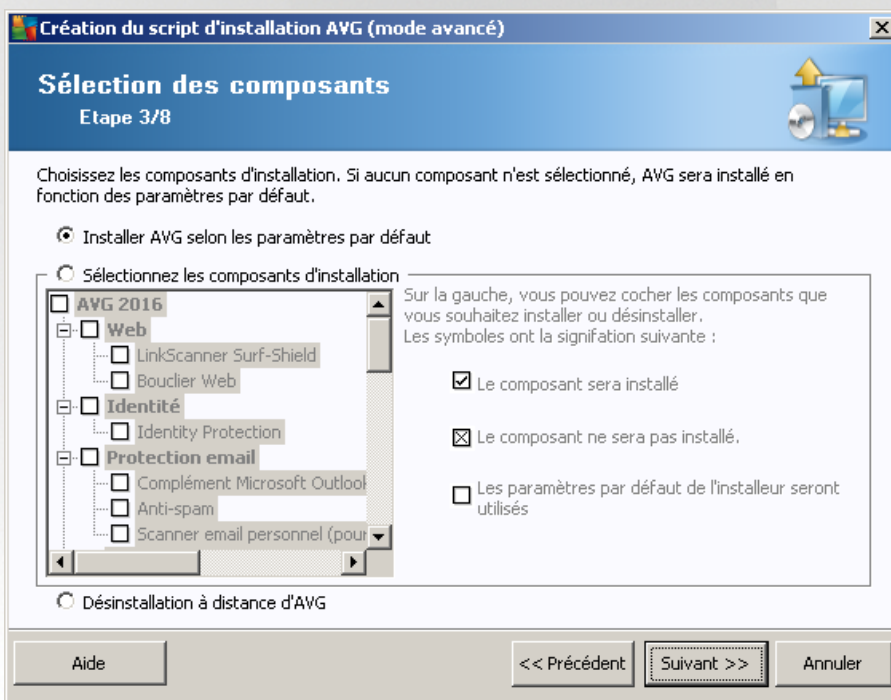 Création du script d'installation AVG (mode avancé)
Sélection des composants
Etape 3/8
Choisissez les composants d'installation. Si aucun composant n'est sélectionné, AVG sera installé en
fonction des paramètres par défaut.
Installer AVG selon les paramètres par défaut
Sélectionnez les composants d'installation
AVG 2016
Web
LinkScanner Surf-Shield
Bouclier Web
Identité
Identity Protection
Protection email
Complément Microsoft Outlook
Anti-spam
Scanner email personnel (pour
Sur la gauche, vous pouvez cocher les composants que
vous souhaitez installer ou désinstaller.
Les symboles ont la signifation suivante :
Le composant sera installé
Le composant ne sera pas installé.
Les paramètres par défaut de l'installeur seront
utilisés
Désinstallation à distance d'AVG
Aide
<< Précédent
Suivant >>
Annuler